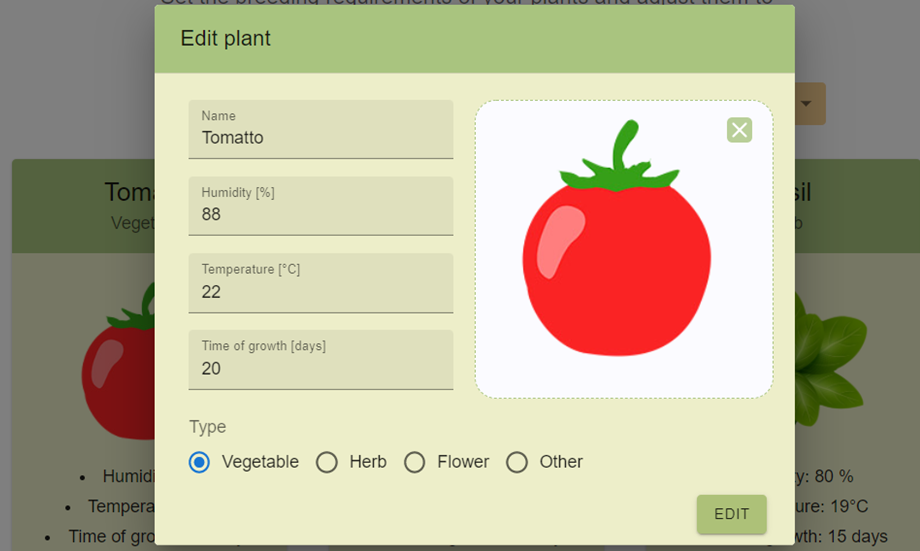 Set the breeding requirements of your plants and adjust them to
Edit plant
Name
Tomatto
Humidity [%]
88
Temperature [°C]
22
Time of growth [days]
20
Type
Vegetable Herb Flower Other
EDIT
Tom
Veget
Humidi
Tempera
Time of gro
sil
b
y: 80 %
ure: 19°C
wth: 15 days